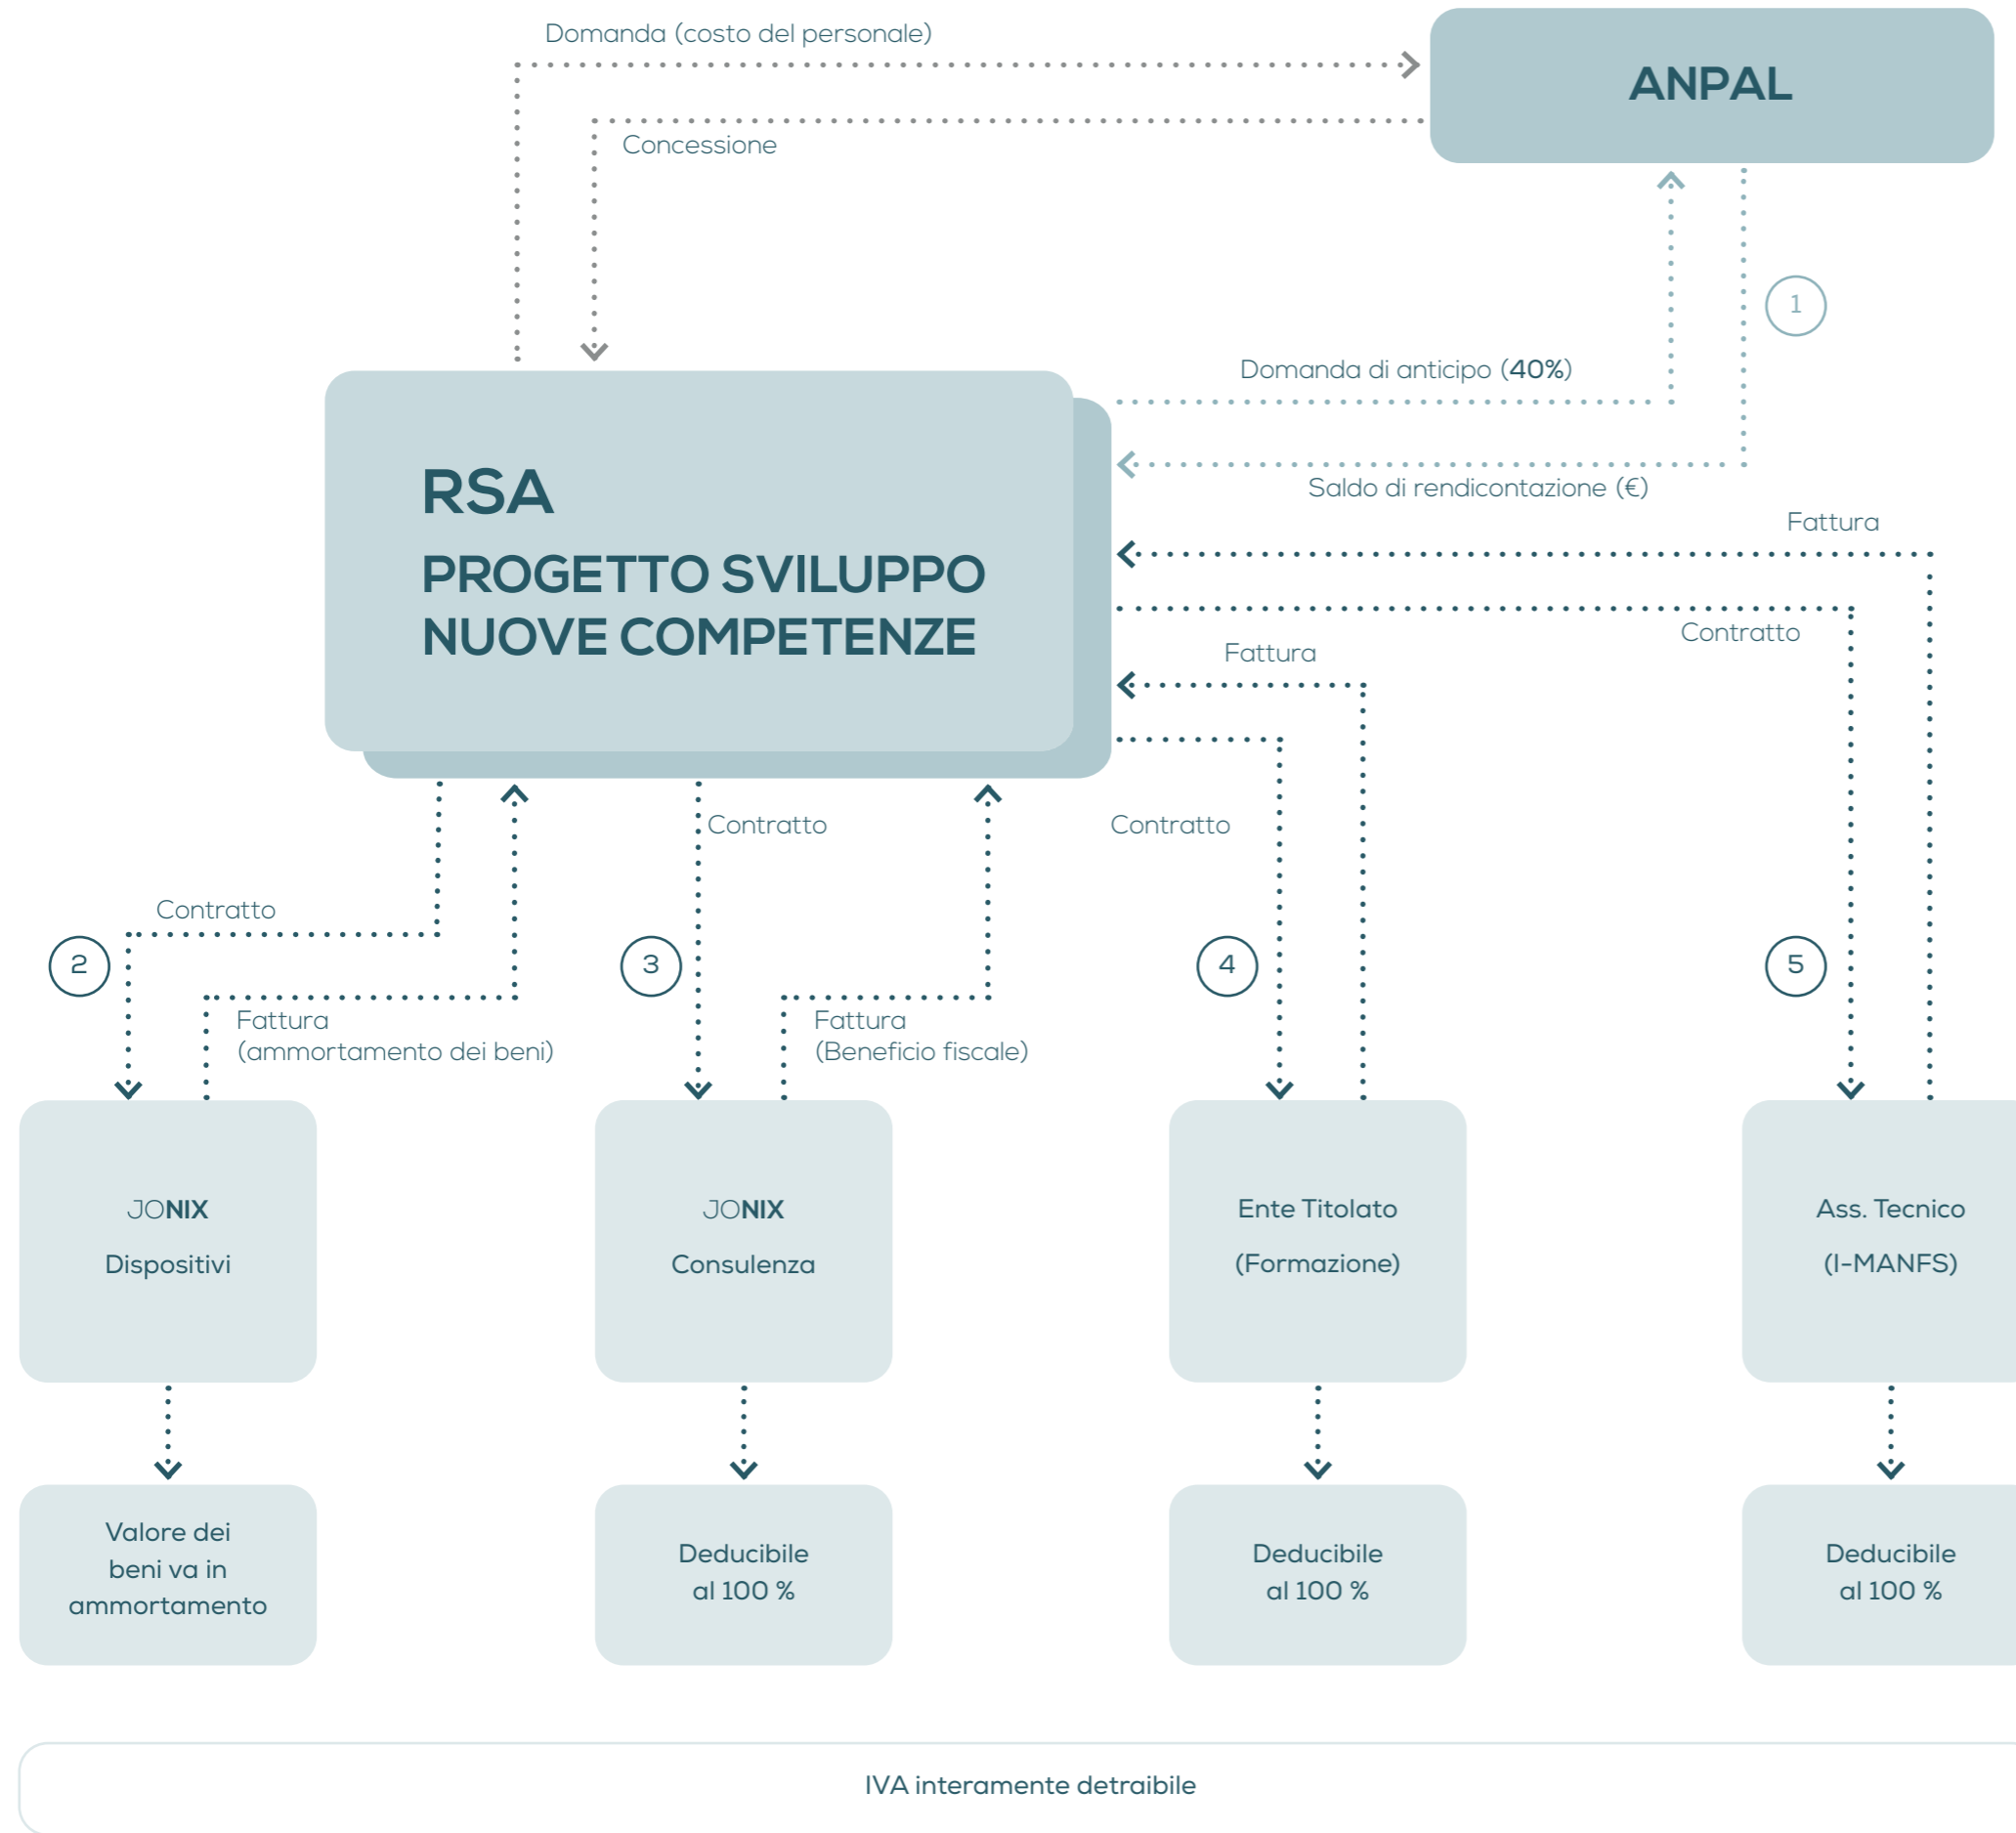 Domanda (costo del personale)
ANPAL
Concessione
1
Domanda di anticipo (40%)
Saldo di rendicontazione (€)
RSA
PROGETTO SVILUPPO
NUOVE COMPETENZE
Fattura
Contratto
Fattura
Contratto
Contratto
Contratto
2
3
4
5
Fattura
(ammortamento dei beni)
Fattura
(Beneficio fiscale)
JONIX
Dispositivi
JONIX
Consulenza
Ente Titolato
(Formazione)
Ass. Tecnico
(I-MANFS)
Valore dei
beni va in
ammortamento
Deducibile
al 100 %
Deducibile
al 100 %
Deducibile
al 100 %
IVA interamente detraibile